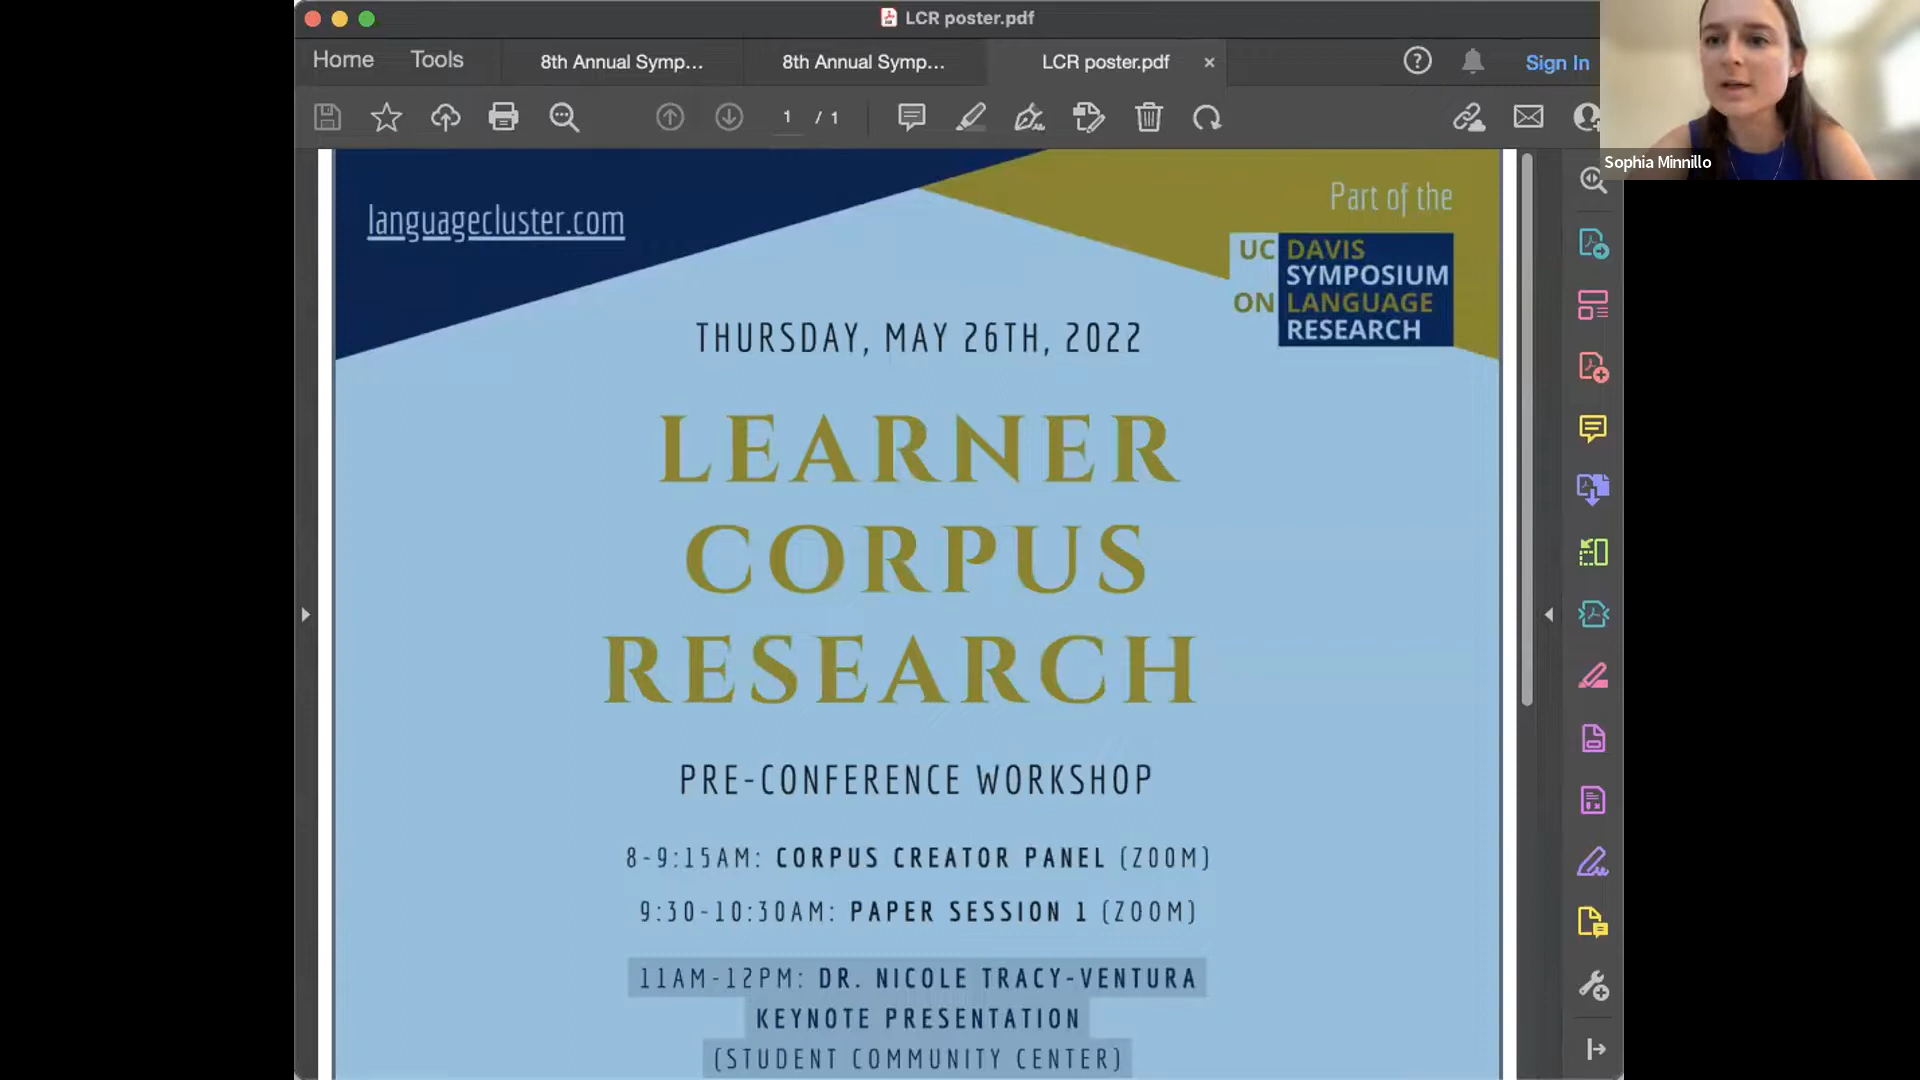 LCR poster.pdf
Home
Tools
8th Annual Symp...
8th Annual Symp...
LCR poster.pdf
Sign In
1 / 1
Sophia Minnillo
languagecluster.com
Part of the
UC DAVIS
SYMPOSIUM
ON LANGUAGE
RESEARCH
THURSDAY, MAY 26TH, 2022
LEARNER
CORPUS
RESEARCH
PRE-CONFERENCE WORKSHOP
8-9:15AM: CORPUS CREATOR PANEL (ZOOM)
9:30-10:30AM: PAPER SESSION 1 (ZOOM)
11AM-12PM: DR. NICOLE TRACY-VENTURA
KEYNOTE PRESENTATION
(STUDENT COMMUNITY CENTER)